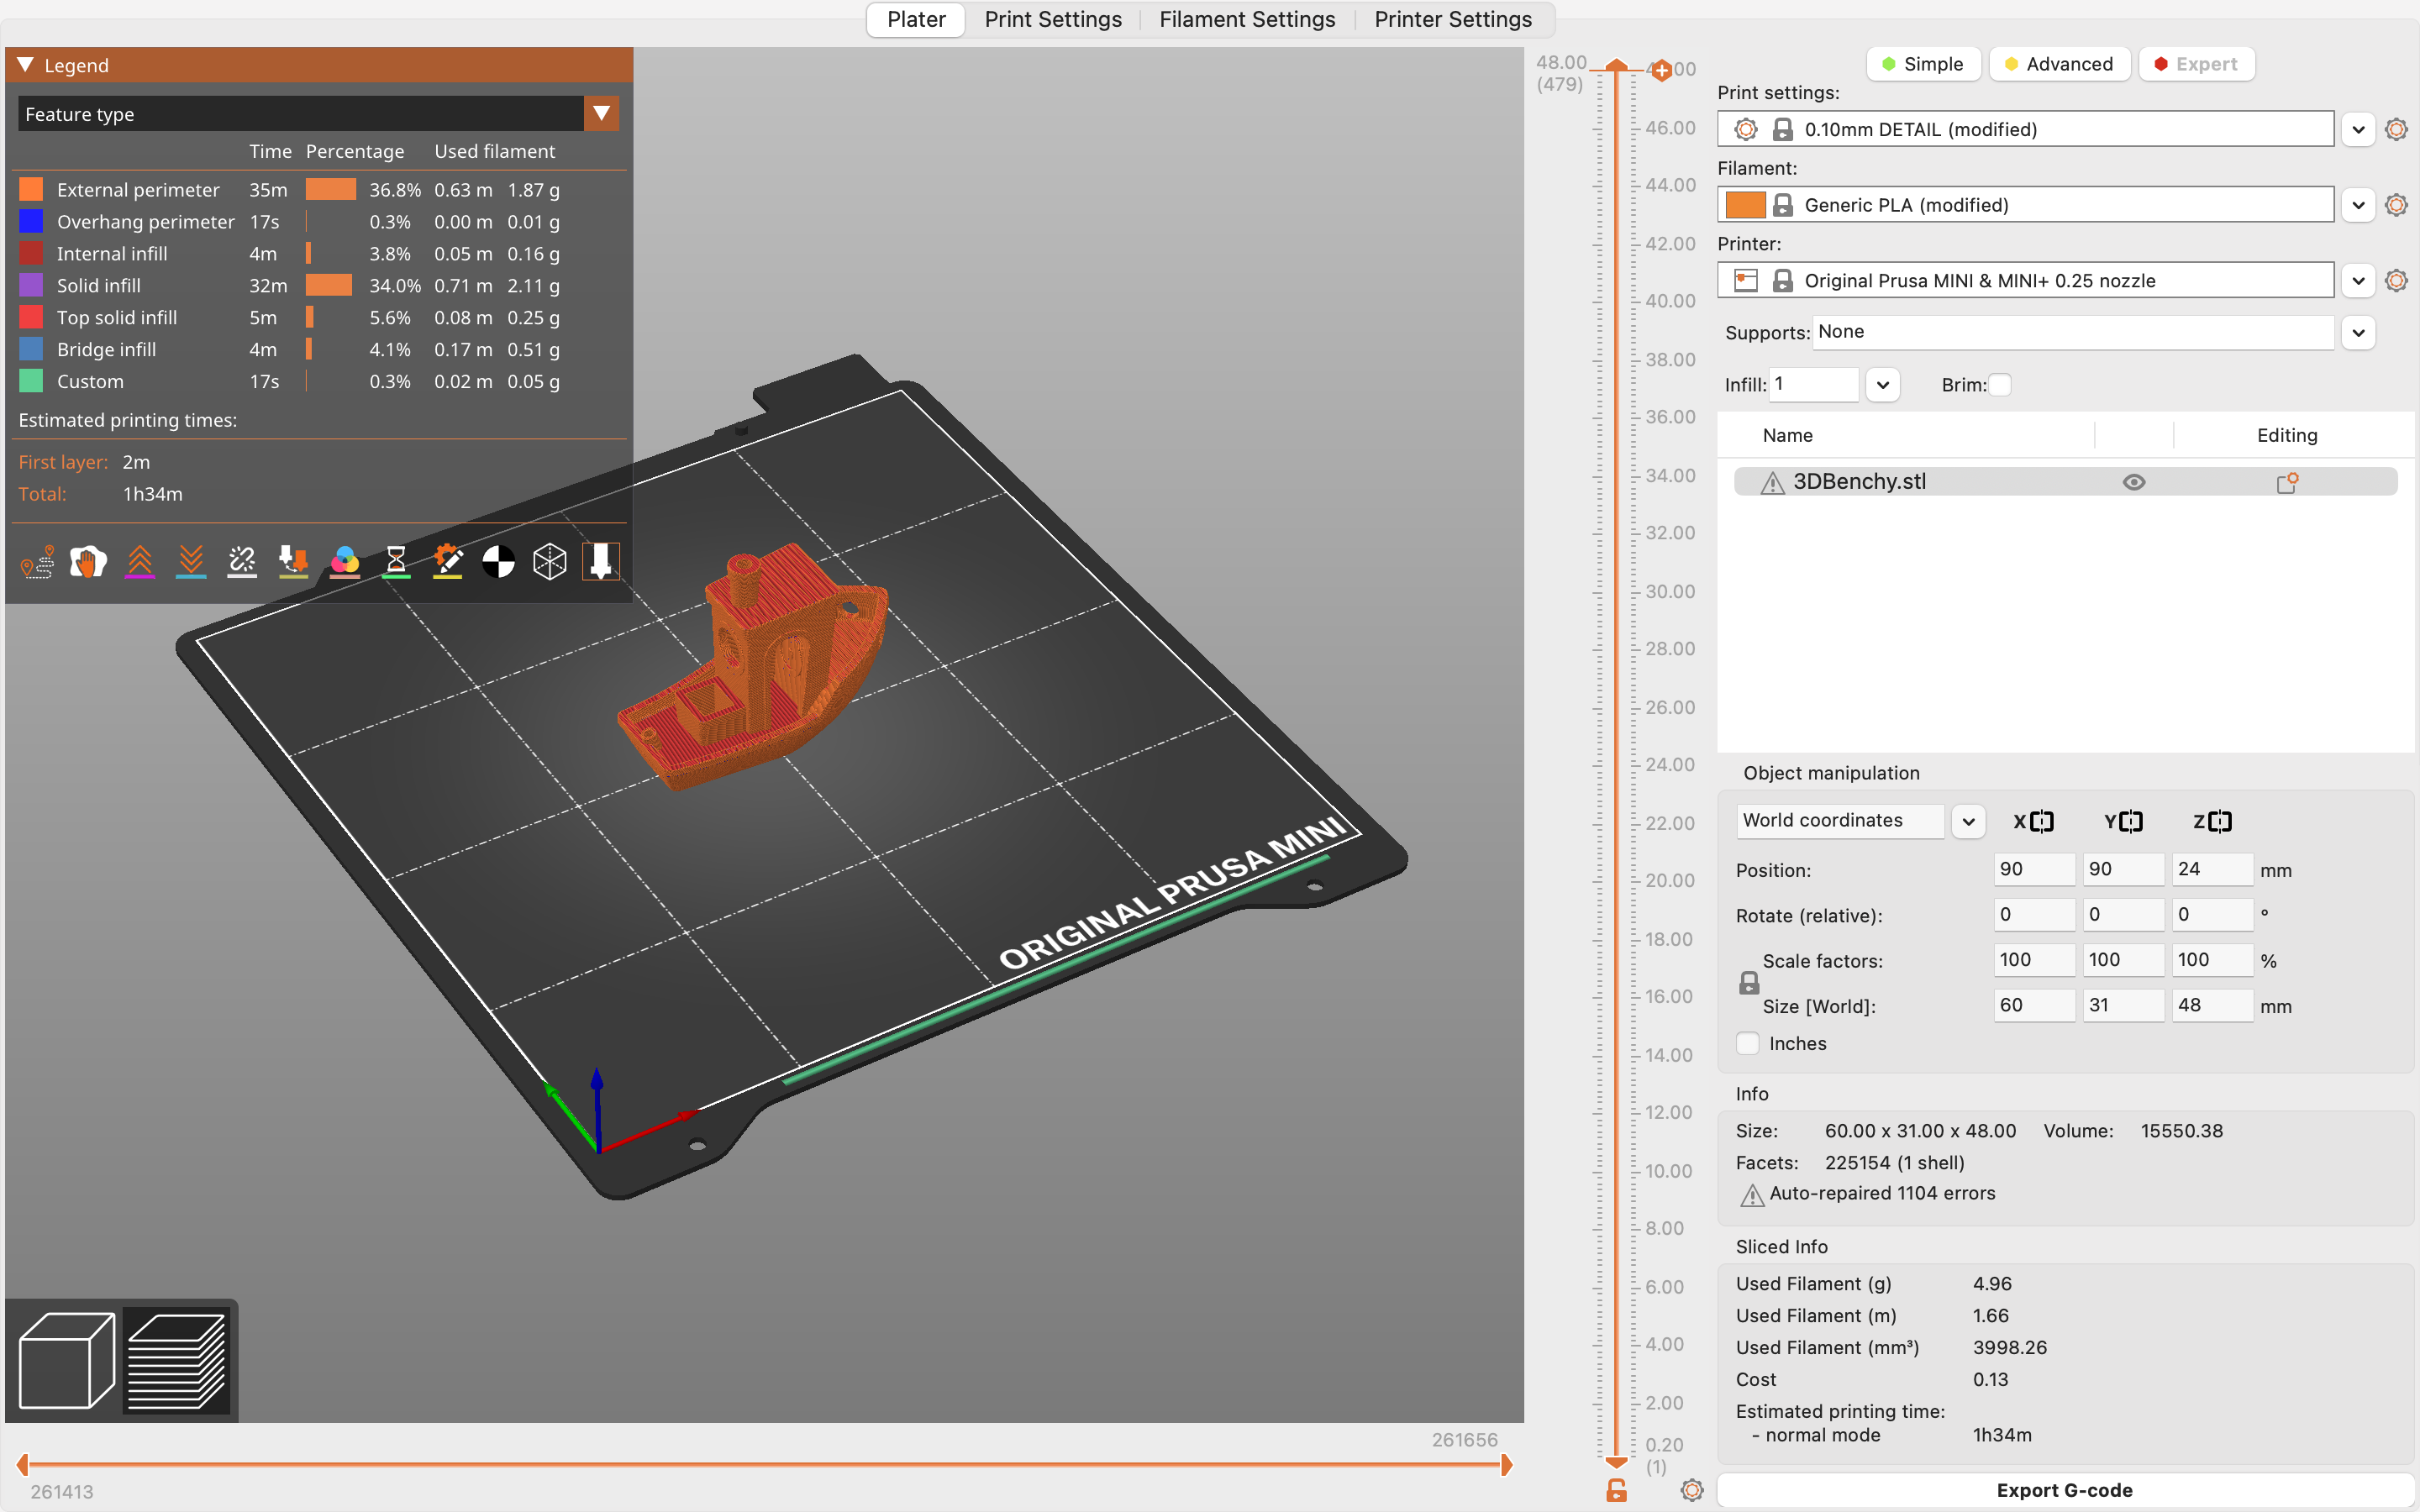 Plater Print Settings Filament Settings Printer Settings
Legend
Feature type
Time Percentage Used filament
External perimeter 35m 36.8% 0.63 m 1.87 g
Overhang perimeter 17s 0.3% 0.00 m 0.01 g
Internal infill 4m 3.8% 0.05 m 0.16 g
Solid infill 32m 34.0% 0.71 m 2.11 g
Top solid infill 5m 5.6% 0.08 m 0.25 g
Bridge infill 4m 4.1% 0.17 m 0.51 g
Custom 17s 0.3% 0.02 m 0.05 g
Estimated printing times:
First layer: 2m
Total: 1h34m
ORIGINAL PRUSA MINI
261656
261413
48.00
(479)
46.00
44.00
42.00
40.00
38.00
36.00
34.00
32.00
30.00
28.00
26.00
24.00
22.00
20.00
18.00
16.00
14.00
12.00
10.00
8.00
6.00
4.00
2.00
0.20
(1)
Simple Advanced Expert
Print settings:
0.10mm DETAIL (modified)
Filament:
Generic PLA (modified)
Printer:
Original Prusa MINI & MINI+ 0.25 nozzle
Supports: None
Infill: 1 Brim:
Name Editing
3DBenchy.stl
Object manipulation
World coordinates X Y Z
Position: 90 90 24 mm
Rotate (relative): 0 0 0 °
Scale factors: 100 100 100 %
Size [World]: 60 31 48 mm
Inches
Info
Size: 60.00 x 31.00 x 48.00 Volume: 15550.38
Facets: 225154 (1 shell)
Auto-repaired 1104 errors
Sliced Info
Used Filament (g) 4.96
Used Filament (m) 1.66
Used Filament (mm³) 3998.26
Cost 0.13
Estimated printing time:
- normal mode 1h34m
Export G-code